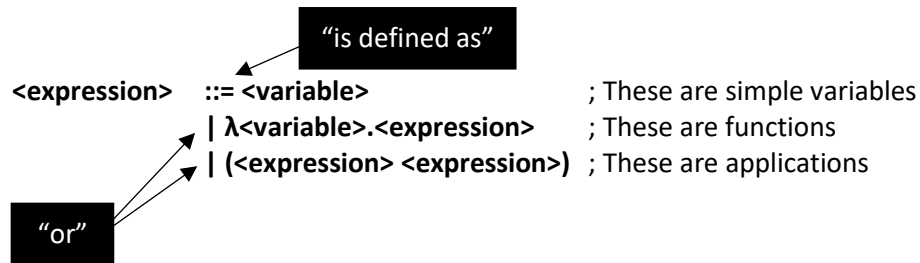 “is defined as”
<expression> ::= <variable> ; These are simple variables
| λ<variable>.<expression> ; These are functions
| (<expression> <expression>) ; These are applications
“or”